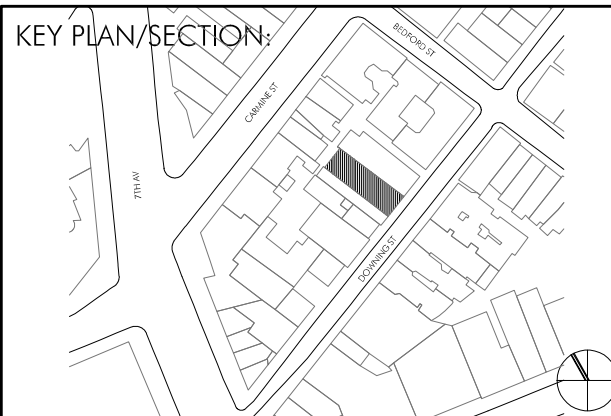 KEY PLAN/SECTION:
BEDFORD ST
CARMINE ST
7TH AV
DOWNING ST